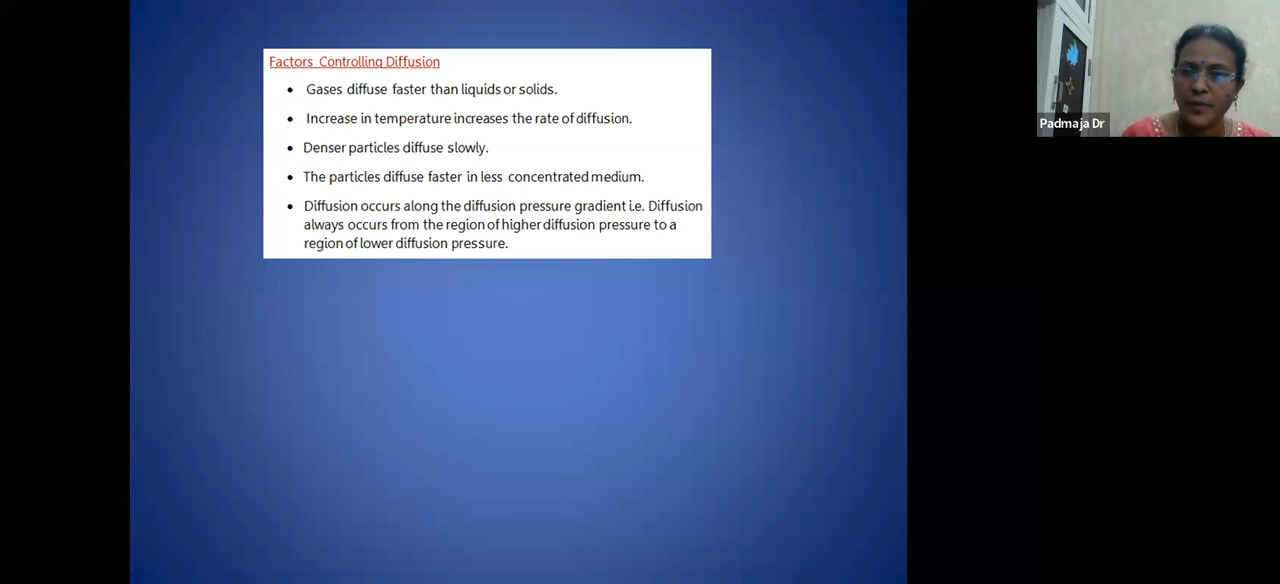 Factors Controlling Diffusion
• Gases diffuse faster than liquids or solids.
• Increase in temperature increases the rate of diffusion.
• Denser particles diffuse slowly.
• The particles diffuse faster in less concentrated medium.
• Diffusion occurs along the diffusion pressure gradient i.e. Diffusion
always occurs from the region of higher diffusion pressure to a
region of lower diffusion pressure.
Padmaja Dr